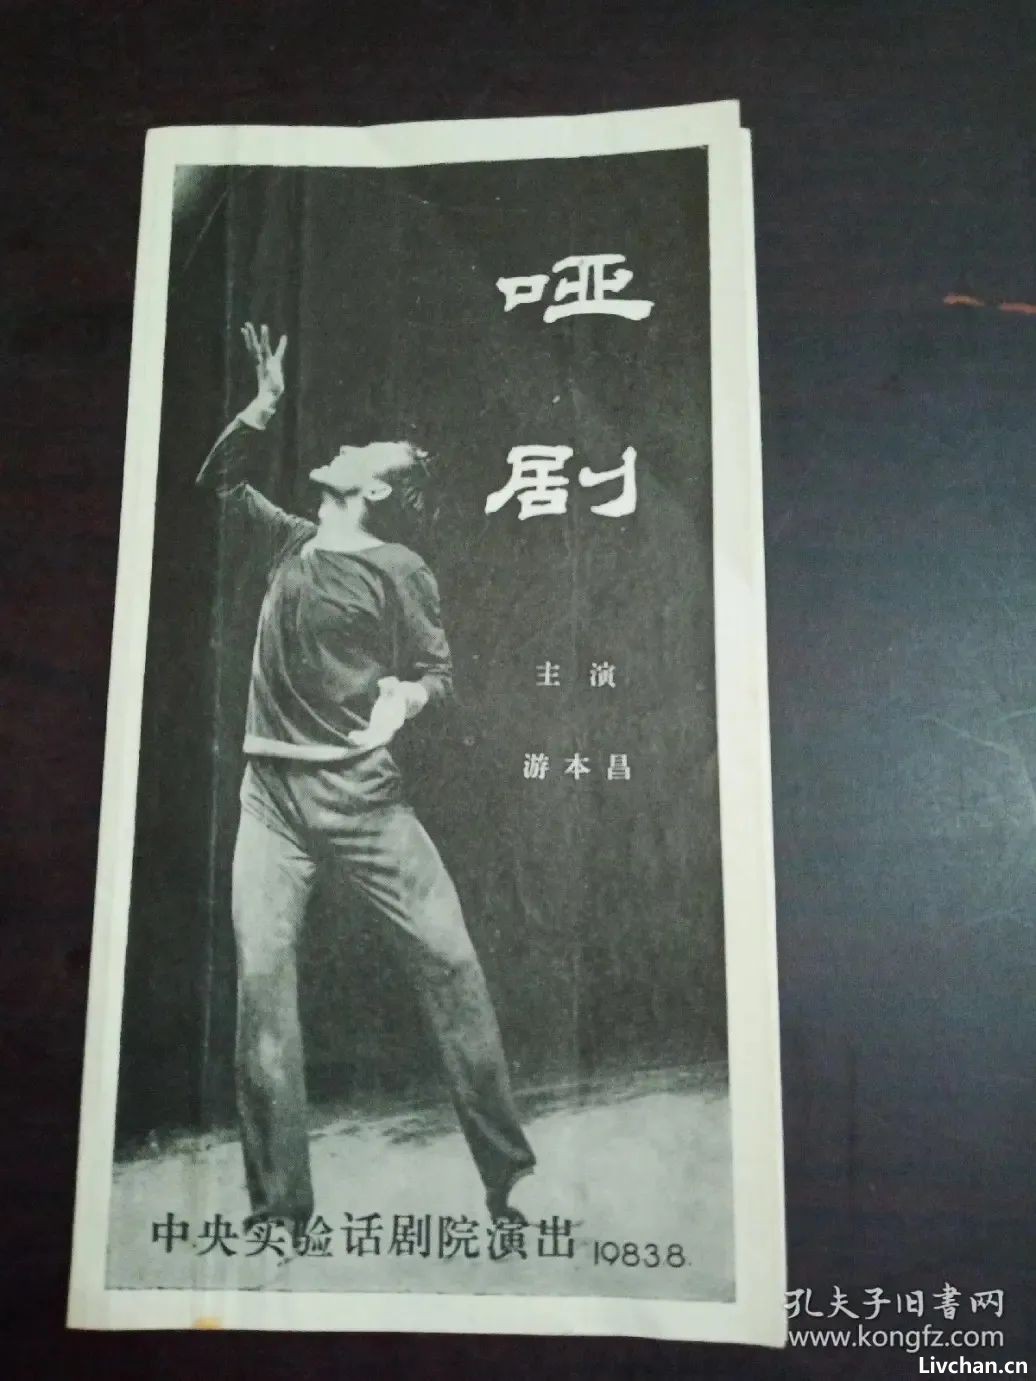 哑
剧
主演
游本昌
中央实验话剧院演出 1983.8.
孔夫子旧書网
www.kongfz.com
Livchan.cn